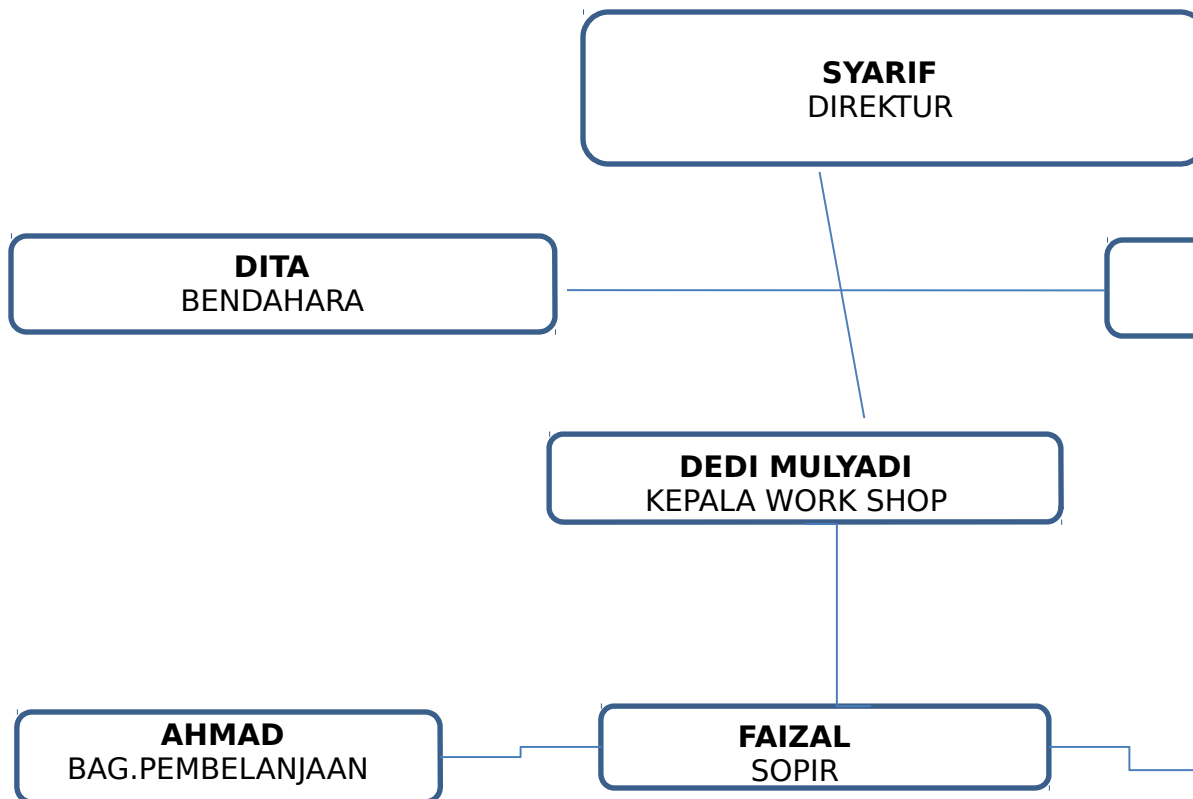 SYARIF
DIREKTUR
DITA
BENDAHARA
DEDI MULYADI
KEPALA WORK SHOP
AHMAD
BAG.PEMBELANJAAN
FAIZAL
SOPIR